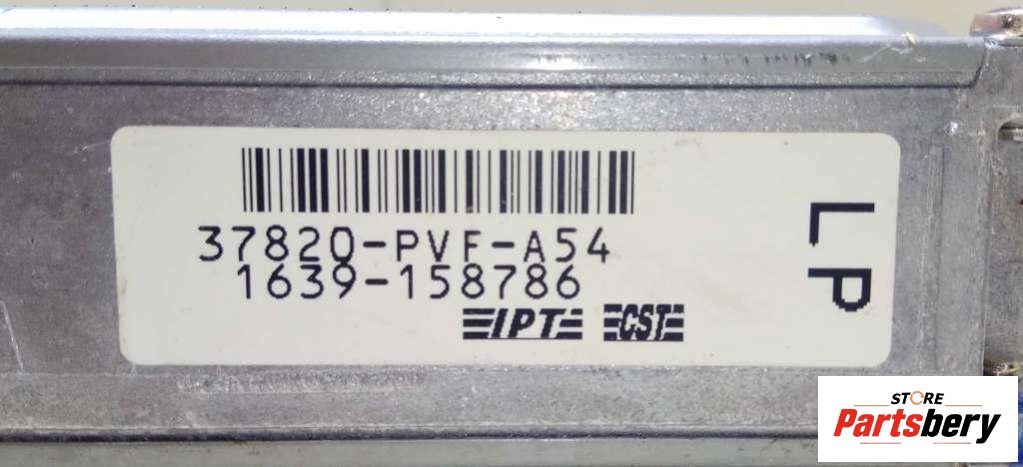 37820-PVF-A54
1639-158786
IPT CST
LP
STORE
Partsbery